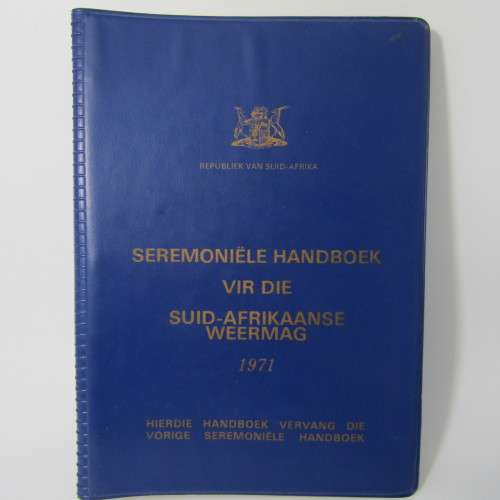 REPUBLIEK VAN SUID-AFRIKA
SEREMONIËLE HANDBOEK
VIR DIE
SUID-AFRIKAANSE
WEERMAG
1971
HIERDIE HANDBOEK VERVANG DIE
VORIGE SEREMONIËLE HANDBOEK